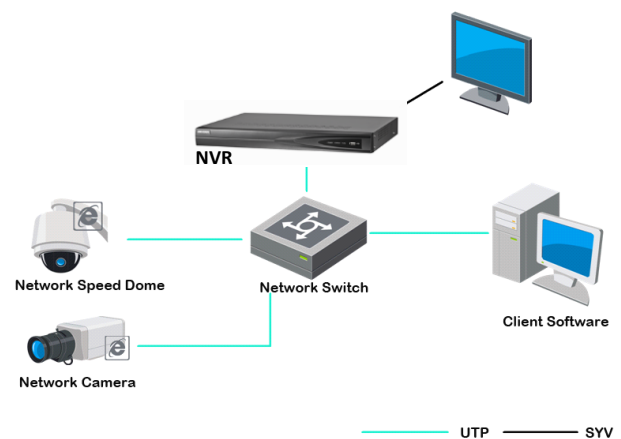 NVR
Network Speed Dome
Network Switch
Client Software
Network Camera
UTP
SYV